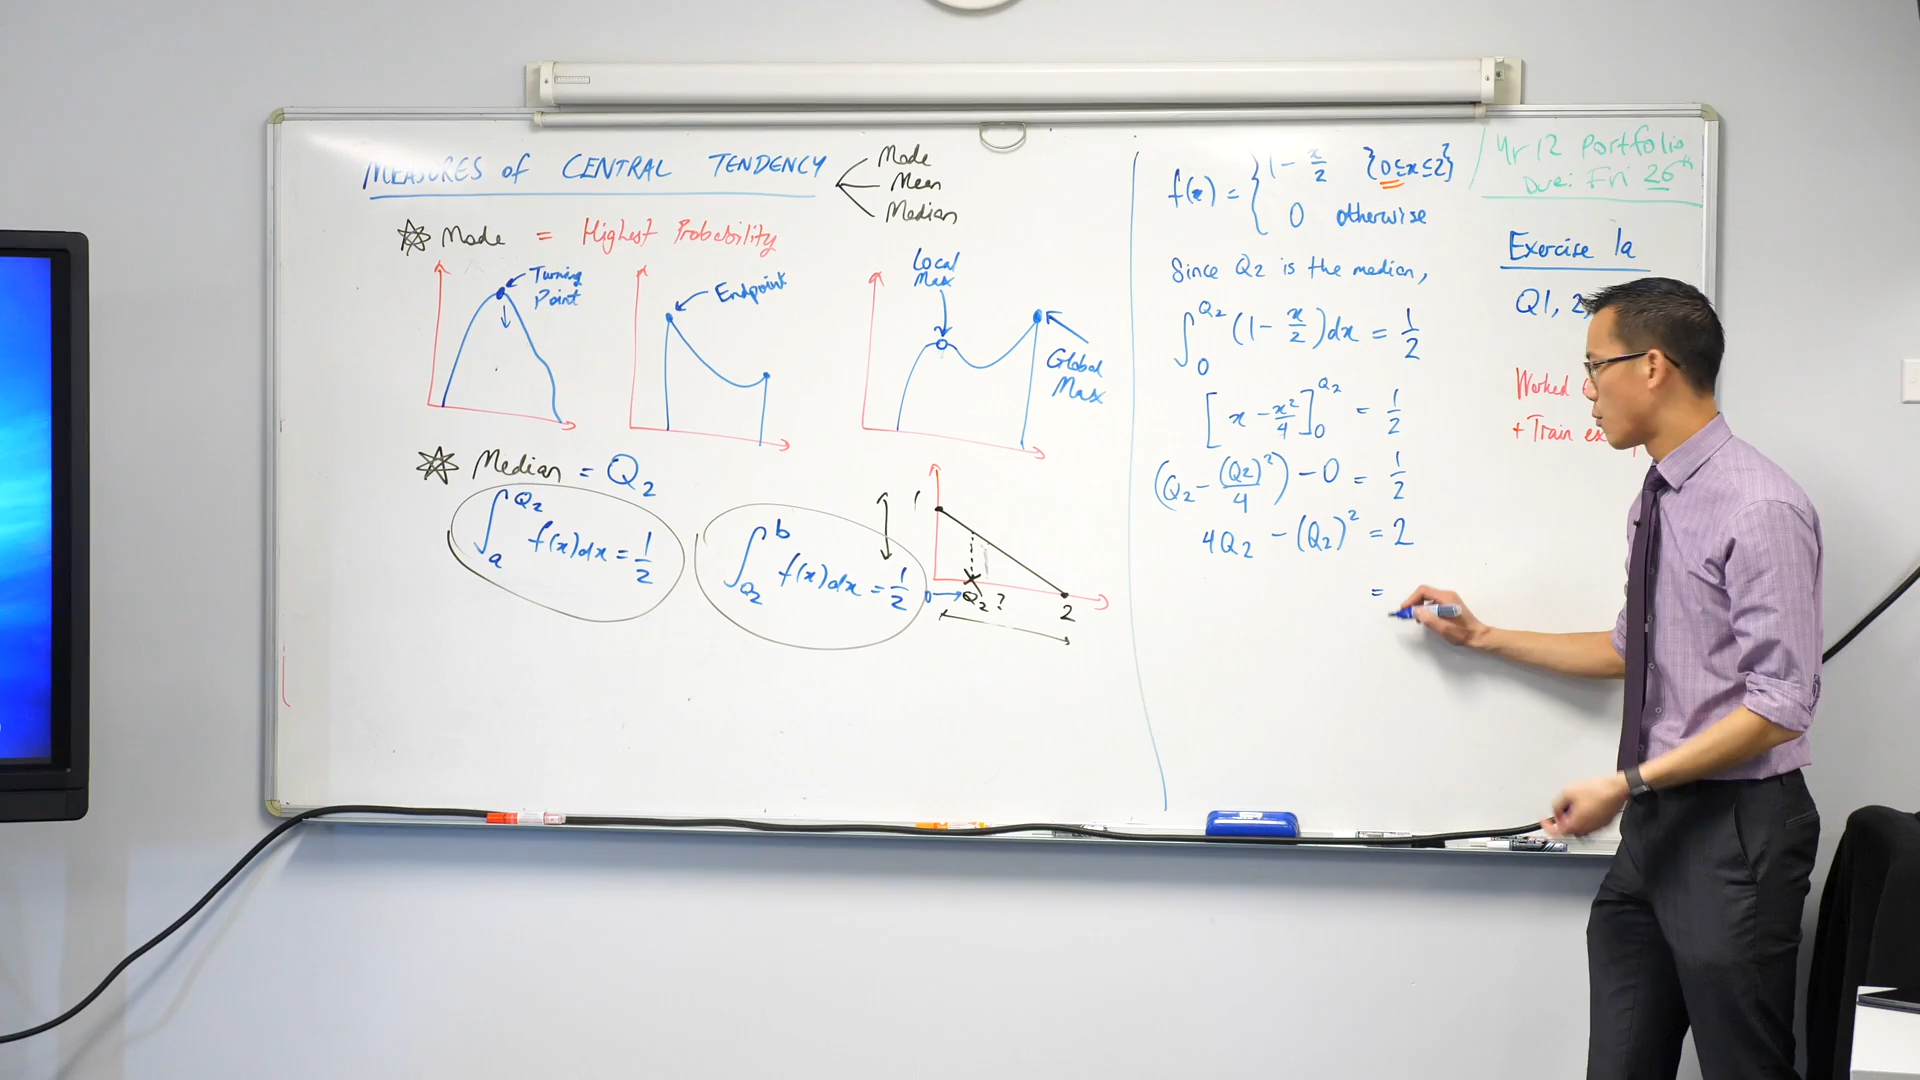 MEASURES of CENTRAL TENDENCY
Mode
Mean
Median
Mode = Highest Probability
Turning
Point
Endpoint
Local
Max
Global
Max
Median = Q₂
∫ₐ^Q₂ f(x)dx = 1/2
∫_Q₂^b f(x)dx = 1/2
1
0 → Q₂ ?
2
f(x) = { 1 - x/2 {0≤x≤2}
0 otherwise
Since Q2 is the median,
∫₀^Q₂ (1 - x/2)dx = 1/2
[x - x²/4]₀^Q₂ = 1/2
(Q₂ - (Q₂)²/4) - 0 = 1/2
4Q₂ - (Q₂)² = 2
=
Yr 12 Portfolio
Due: Fri 26th
Exercise 1a
Q1, 2,
Worked
+ Train